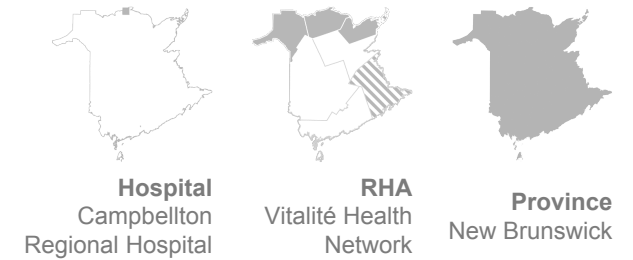 Hospital
Campbellton
Regional Hospital
RHA
Vitalité Health
Network
Province
New Brunswick